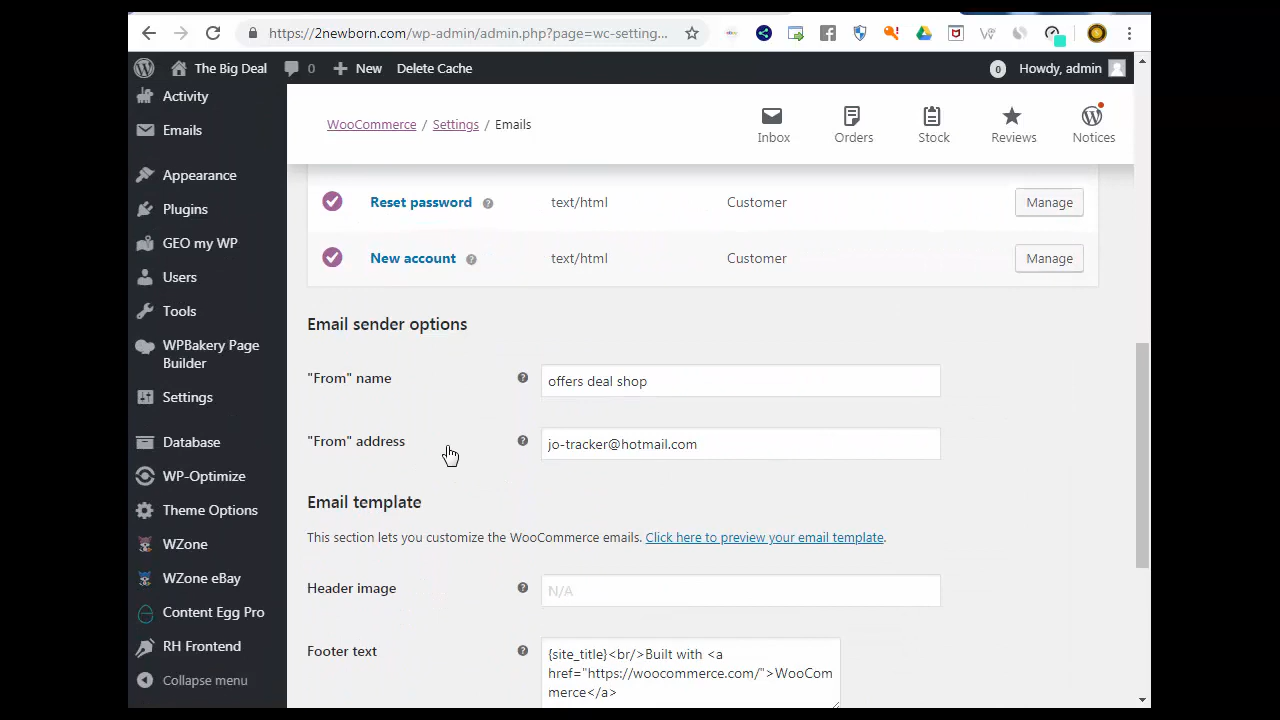 https://2newborn.com/wp-admin/admin.php?page=wc-setting...
The Big Deal
0
New
Delete Cache
0
Howdy, admin
Activity
Emails
Appearance
Plugins
GEO my WP
Users
Tools
WPBakery Page
Builder
Settings
Database
WP-Optimize
Theme Options
WZone
WZone eBay
Content Egg Pro
RH Frontend
Collapse menu
WooCommerce / Settings / Emails
Inbox
Orders
Stock
Reviews
Notices
Reset password text/html Customer Manage
New account text/html Customer Manage
Email sender options
"From" name offers deal shop
"From" address jo-tracker@hotmail.com
Email template
This section lets you customize the WooCommerce emails. Click here to preview your email template.
Header image N/A
Footer text
{site_title}<br/>Built with <a
href="https://woocommerce.com/">WooCom
merce</a>